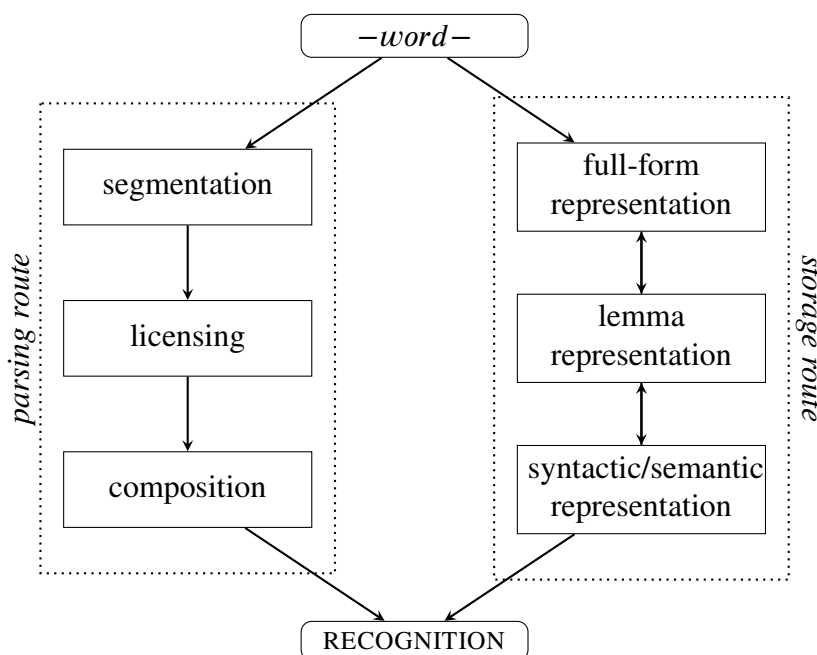 –word–
parsing route
segmentation
licensing
composition
full-form
representation
lemma
representation
syntactic/semantic
representation
storage route
RECOGNITION